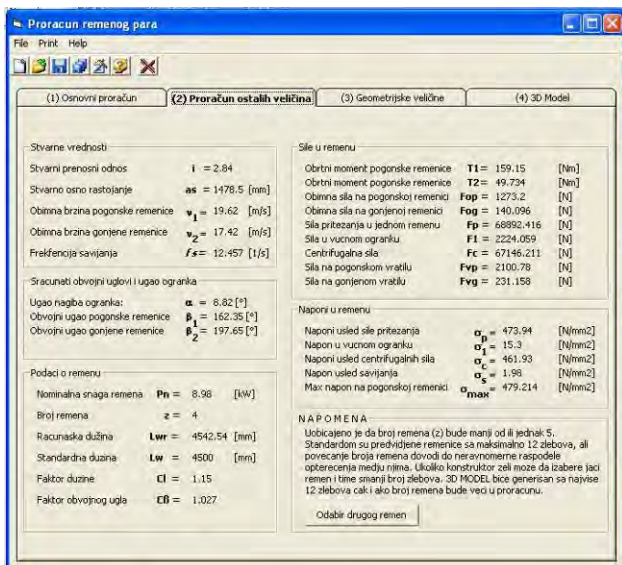 Proracun remenog para
File Print Help
(1) Osnovni proračun
(2) Proračun ostalih veličina
(3) Geometrijske veličine
(4) 3D Model
Stvarne vrednosti
Stvarni prenosni odnos i = 2.84
Stvarno osno rastojanje as = 1478.5 [mm]
Obimna brzina pogonske remenice v1 = 19.62 [m/s]
Obimna brzina gonjene remenice v2 = 17.42 [m/s]
Frekfencija savijanja fs = 12.457 [1/s]
Sracunati obvojni uglovi i ugao ogranka
Ugao nagiba ogranka: α = 8.82 [°]
Obvojni ugao pogonske remenice β1 = 162.35 [°]
Obvojni ugao gonjene remenice β2 = 197.65 [°]
Podaci o remenu
Nominalna snaga remena Pn = 8.98 [kW]
Broj remena z = 4
Racunaska dužina Lwr = 4542.54 [mm]
Standardna duzina Lw = 4500 [mm]
Faktor duzine Cl = 1.15
Faktor obvojnog ugla Cß = 1.027
Sile u remenu
Obrtni moment pogonske remenice T1 = 159.15 [Nm]
Obrtni moment pogonske remenice T2 = 49.734 [Nm]
Obimna sila na pogonskoj remenici Fop = 1273.2 [N]
Obimna sila na gonjenoj remenici Fog = 140.096 [N]
Sila pritezanja u jednom remenu Fp = 68892.416 [N]
Sila u vucnom ogranku F1 = 2224.059 [N]
Centrifugalna sila Fc = 67146.211 [N]
Sila na pogonskom vratilu Fvp = 2100.78 [N]
Sila na gonjenom vratilu Fvg = 231.158 [N]
Naponi u remenu
Naponi usled sile pritezanja σp = 473.94 [N/mm2]
Napon u vucnom ogranku σ1 = 15.3 [N/mm2]
Naponi usled centrifugalnih sila σc = 461.93 [N/mm2]
Napon usled savijanja σs = 1.98 [N/mm2]
Max napon na pogonskoj remenici σmax = 479.214 [N/mm2]
N A P O M E N A
Uobicajeno je da broj remena (z) bude manji od ili jednak 5.
Standardom su predvidjene remenice sa maksimalno 12 zlebova, ali
povecanje broja remena dovodi do neravnomerne raspodele
opterecenja medju njima. Ukoliko konstruktor zeli moze da izabere jaci
remen i time smanji broj zlebova. 3D MODEL bice generisan sa najvise
12 zlebova cak i ako broj remena bude veci u proracunu.
Odabir drugog remen